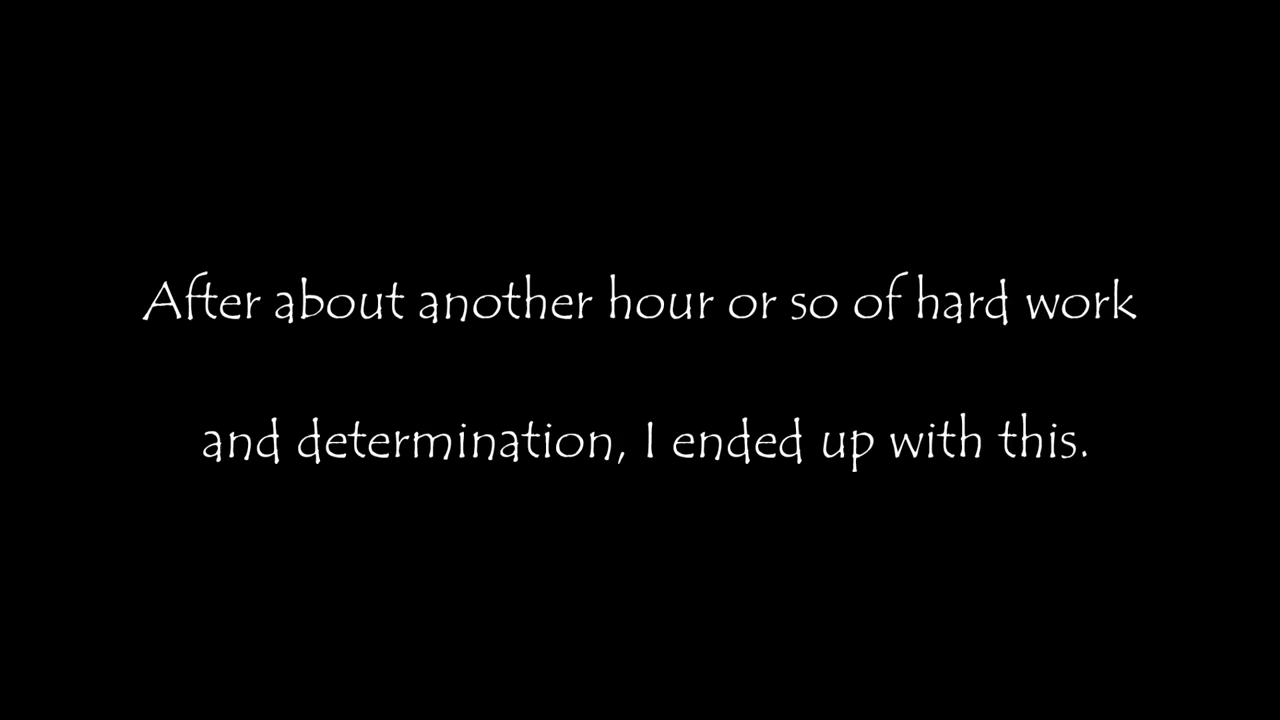 After about another hour or so of hard work
and determination, I ended up with this.